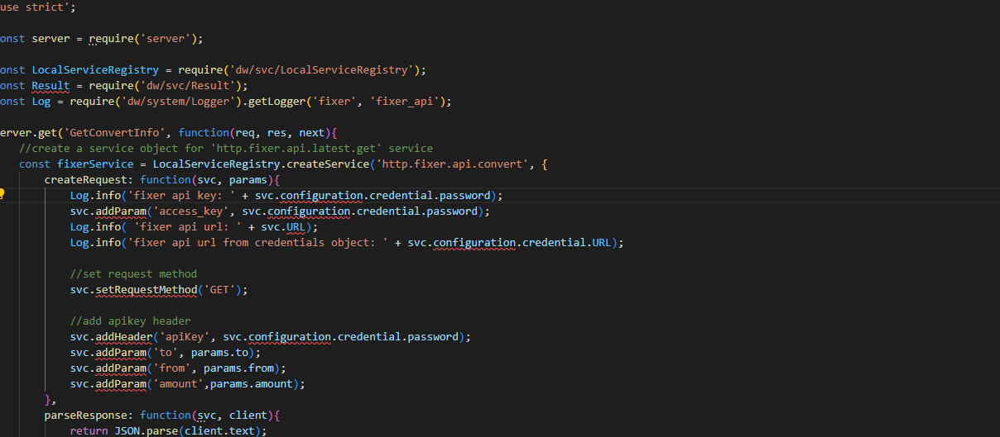 use strict';
onst server = require('server');
onst LocalServiceRegistry = require('dw/svc/LocalServiceRegistry');
onst Result = require('dw/svc/Result');
onst Log = require('dw/system/Logger').getLogger('fixer', 'fixer_api');
erver.get('GetConvertInfo', function(req, res, next){
//create a service object for 'http.fixer.api.latest.get' service
const fixerService = LocalServiceRegistry.createService('http.fixer.api.convert', {
createRequest: function(svc, params){
Log.info('fixer api key: ' + svc.configuration.credential.password);
svc.addParam('access_key', svc.configuration.credential.password);
Log.info( 'fixer api url: ' + svc.URL);
Log.info('fixer api url from credentials object: ' + svc.configuration.credential.URL);
//set request method
svc.setRequestMethod('GET');
//add apikey header
svc.addHeader('apiKey', svc.configuration.credential.password);
svc.addParam('to', params.to);
svc.addParam('from', params.from);
svc.addParam('amount',params.amount);
},
parseResponse: function(svc, client){
return JSON.parse(client.text);